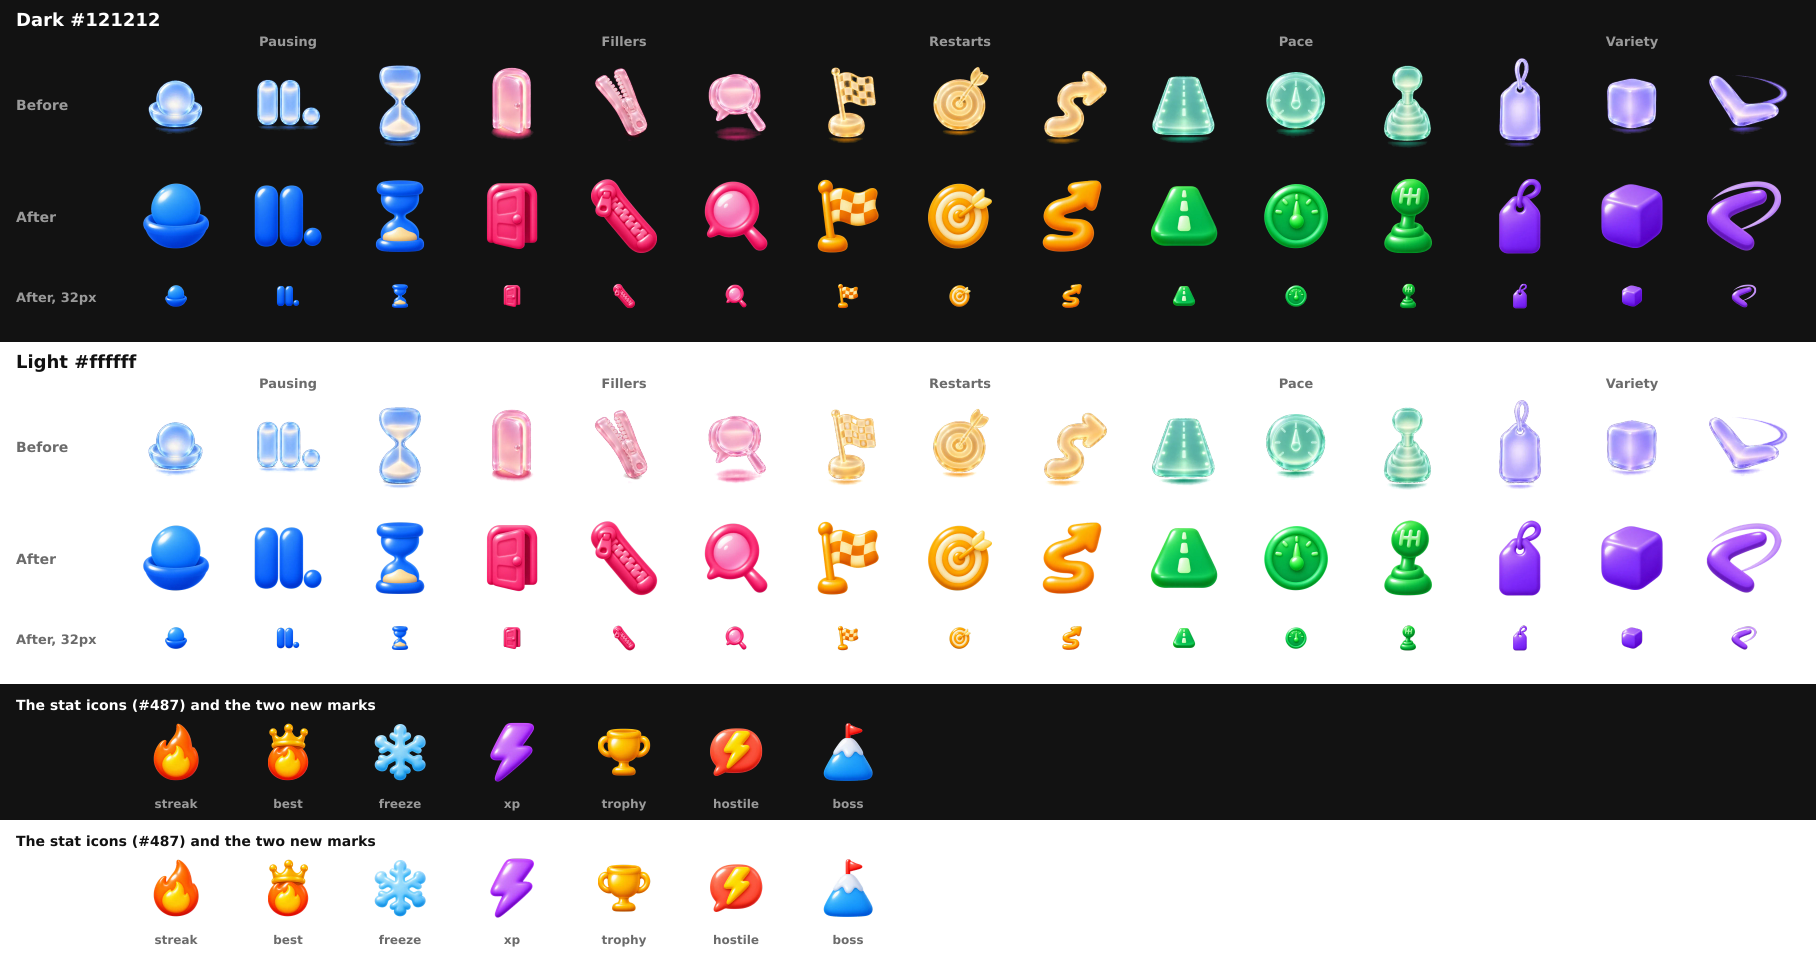 Dark #121212
Pausing Fillers Restarts Pace Variety
Before
After
After, 32px
Light #ffffff
Pausing Fillers Restarts Pace Variety
Before
After
After, 32px
The stat icons (#487) and the two new marks
streak best freeze xp trophy hostile boss
The stat icons (#487) and the two new marks
streak best freeze xp trophy hostile boss